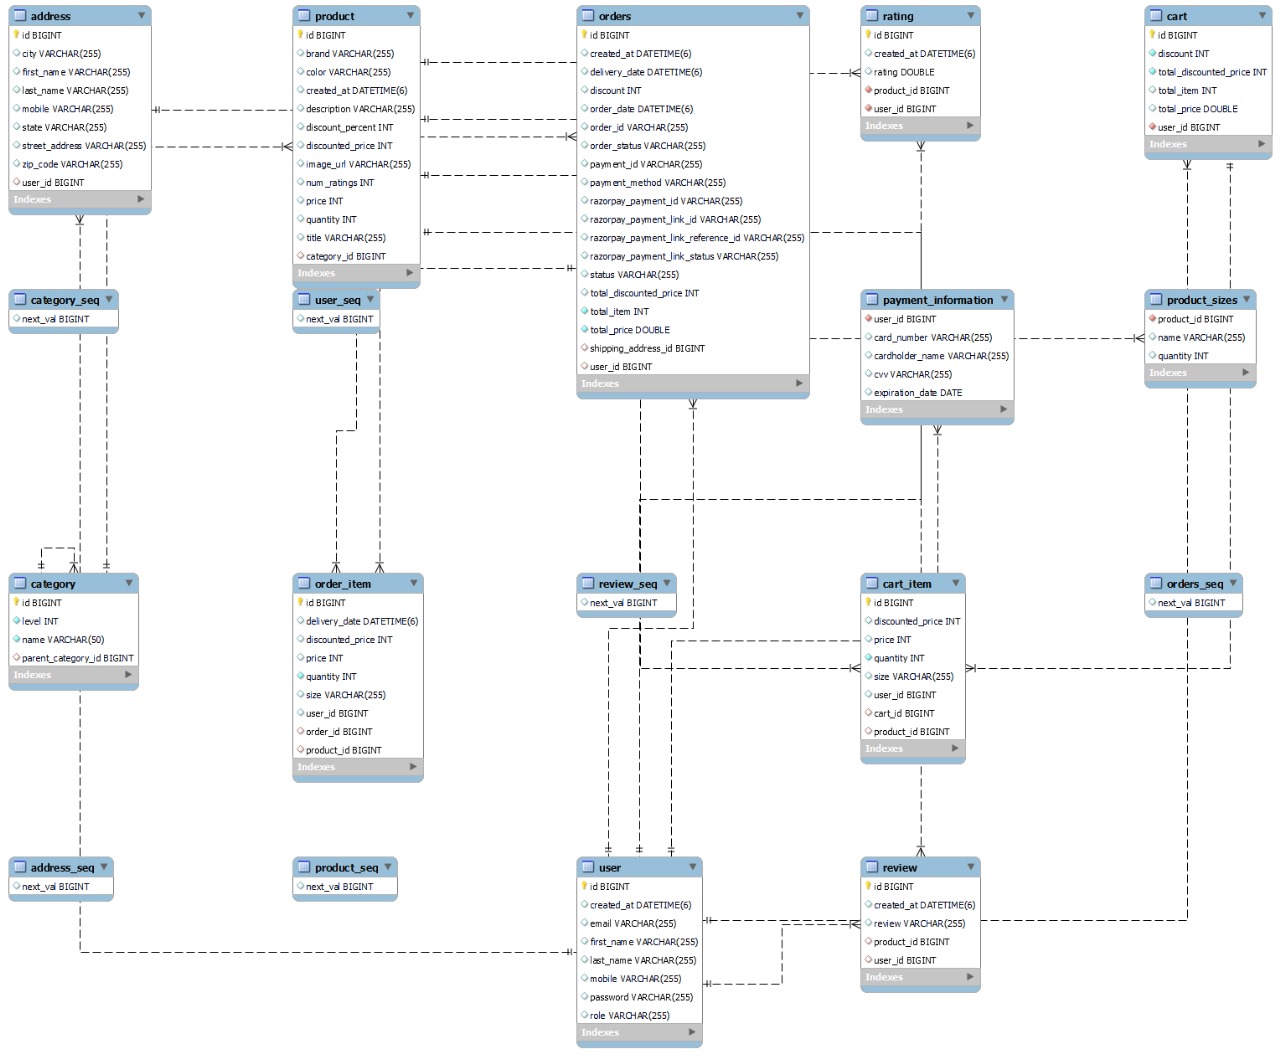 address
id BIGINT
city VARCHAR(255)
first_name VARCHAR(255)
last_name VARCHAR(255)
mobile VARCHAR(255)
state VARCHAR(255)
street_address VARCHAR(255)
zip_code VARCHAR(255)
user_id BIGINT
Indexes
product
id BIGINT
brand VARCHAR(255)
color VARCHAR(255)
created_at DATETIME(6)
description VARCHAR(255)
discount_percent INT
discounted_price INT
image_url VARCHAR(255)
num_ratings INT
price INT
quantity INT
title VARCHAR(255)
category_id BIGINT
Indexes
orders
id BIGINT
created_at DATETIME(6)
delivery_date DATETIME(6)
discount INT
order_date DATETIME(6)
order_id VARCHAR(255)
order_status VARCHAR(255)
payment_id VARCHAR(255)
payment_method VARCHAR(255)
razorpay_payment_id VARCHAR(255)
razorpay_payment_link_id VARCHAR(255)
razorpay_payment_link_reference_id VARCHAR(255)
razorpay_payment_link_status VARCHAR(255)
status VARCHAR(255)
total_discounted_price INT
total_item INT
total_price DOUBLE
shipping_address_id BIGINT
user_id BIGINT
Indexes
rating
id BIGINT
created_at DATETIME(6)
rating DOUBLE
product_id BIGINT
user_id BIGINT
Indexes
cart
id BIGINT
discount INT
total_discounted_price INT
total_item INT
total_price DOUBLE
user_id BIGINT
Indexes
category_seq
next_val BIGINT
user_seq
next_val BIGINT
payment_information
user_id BIGINT
card_number VARCHAR(255)
cardholder_name VARCHAR(255)
cvv VARCHAR(255)
expiration_date DATE
Indexes
product_sizes
product_id BIGINT
name VARCHAR(255)
quantity INT
Indexes
category
id BIGINT
level INT
name VARCHAR(50)
parent_category_id BIGINT
Indexes
order_item
id BIGINT
delivery_date DATETIME(6)
discounted_price INT
price INT
quantity INT
size VARCHAR(255)
user_id BIGINT
order_id BIGINT
product_id BIGINT
Indexes
review_seq
next_val BIGINT
cart_item
id BIGINT
discounted_price INT
price INT
quantity INT
size VARCHAR(255)
user_id BIGINT
cart_id BIGINT
product_id BIGINT
Indexes
orders_seq
next_val BIGINT
address_seq
next_val BIGINT
product_seq
next_val BIGINT
user
id BIGINT
created_at DATETIME(6)
email VARCHAR(255)
first_name VARCHAR(255)
last_name VARCHAR(255)
mobile VARCHAR(255)
password VARCHAR(255)
role VARCHAR(255)
Indexes
review
id BIGINT
created_at DATETIME(6)
review VARCHAR(255)
product_id BIGINT
user_id BIGINT
Indexes